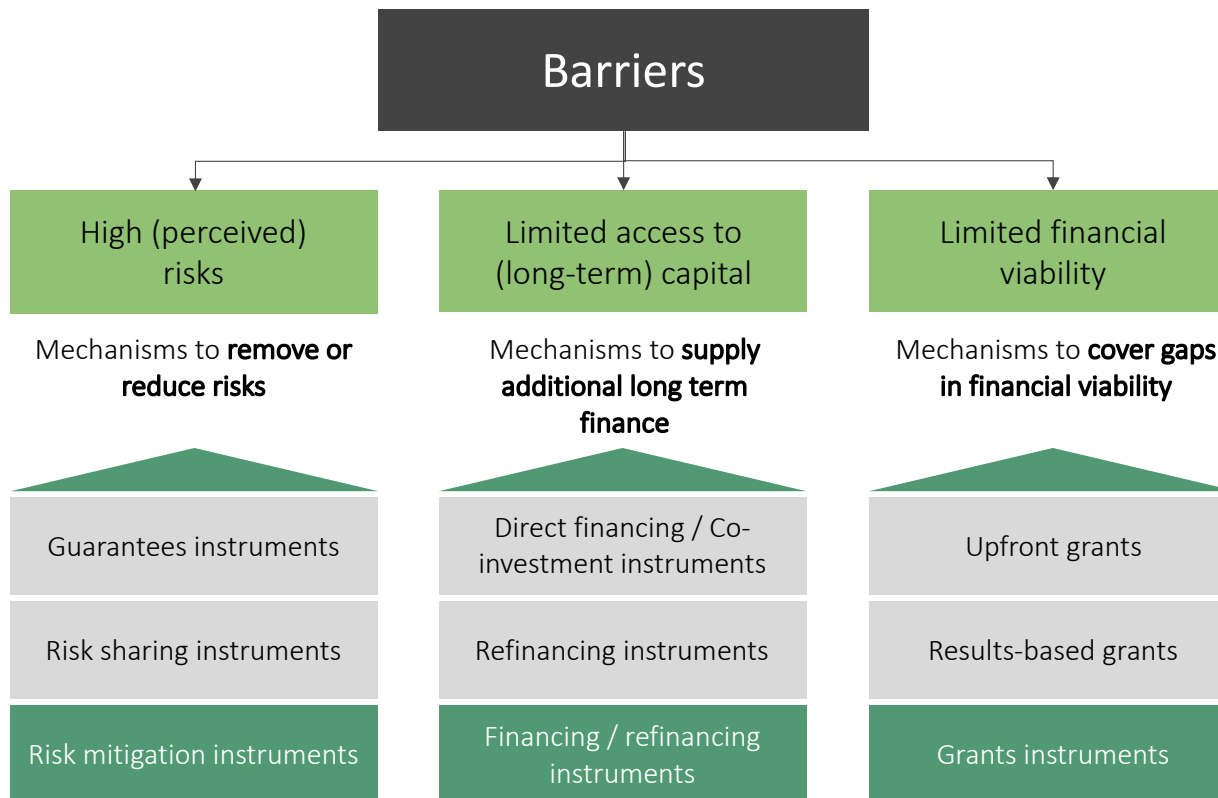 Barriers
High (perceived)
risks
Limited access to
(long-term) capital
Limited financial
viability
Mechanisms to remove or
reduce risks
Mechanisms to supply
additional long term
finance
Mechanisms to cover gaps
in financial viability
Guarantees instruments
Direct financing / Co-
investment instruments
Upfront grants
Risk sharing instruments
Refinancing instruments
Results-based grants
Risk mitigation instruments
Financing / refinancing
instruments
Grants instruments